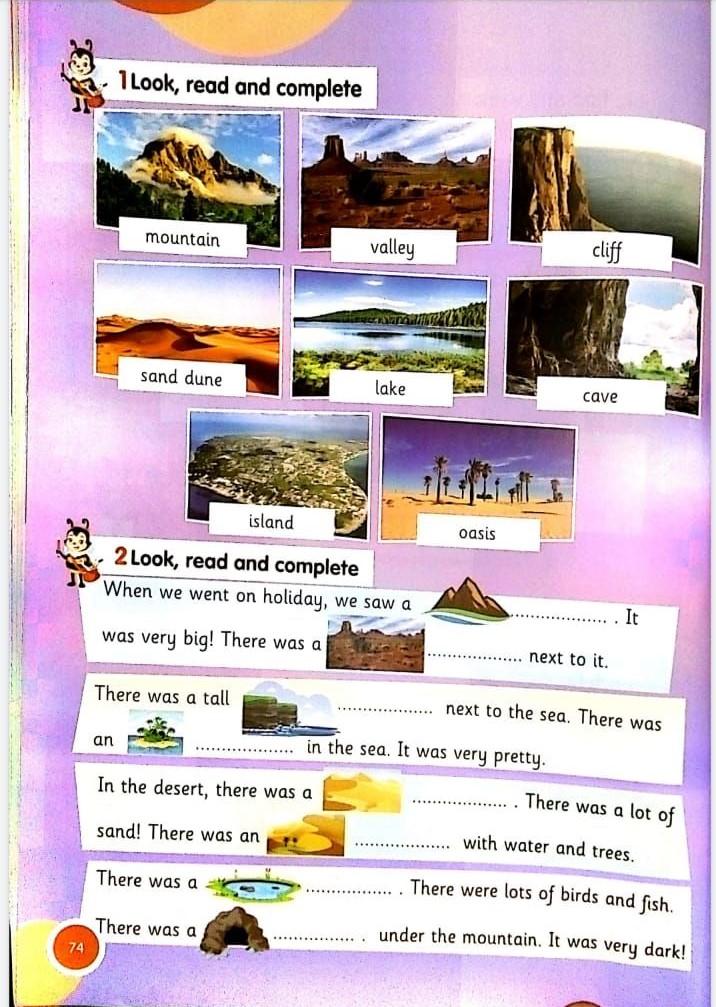 1 Look, read and complete
mountain
valley
cliff
sand dune
lake
cave
island
oasis
2 Look, read and complete
When we went on holiday, we saw a .................... . It
was very big! There was a .................... next to it.
There was a tall .................... next to the sea. There was
an .................... in the sea. It was very pretty.
In the desert, there was a .................... . There was a lot of
sand! There was an .................... with water and trees.
There was a .................... . There were lots of birds and fish.
There was a .................... . under the mountain. It was very dark!
74